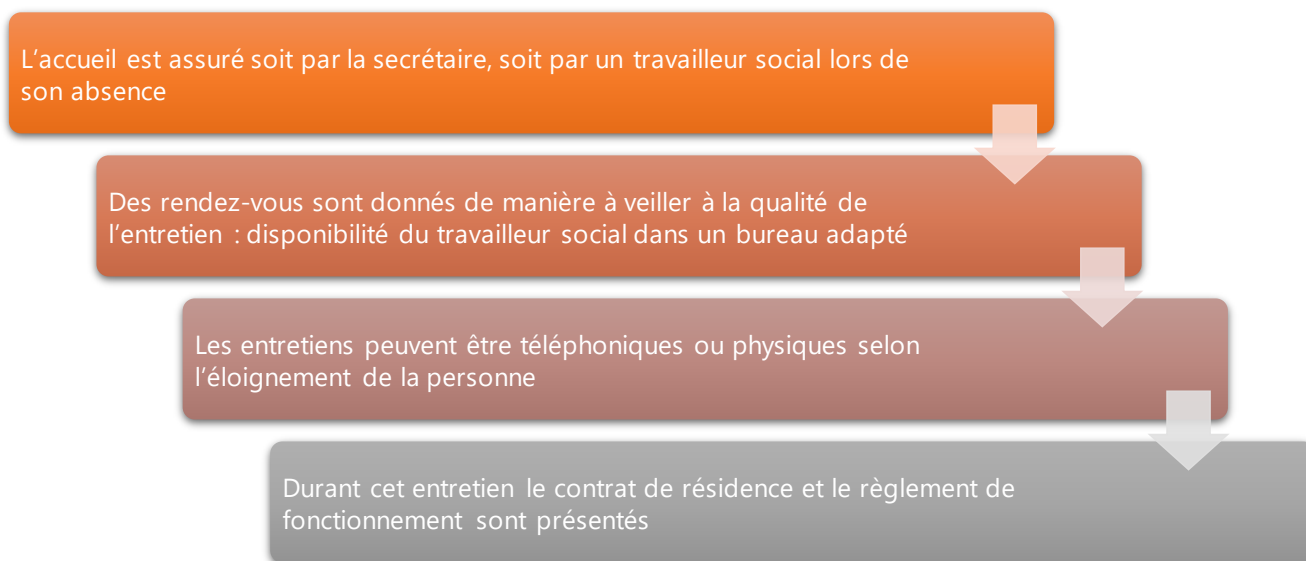 L'accueil est assuré soit par la secrétaire, soit par un travailleur social lors de
son absence
Des rendez-vous sont donnés de manière à veiller à la qualité de
l'entretien : disponibilité du travailleur social dans un bureau adapté
Les entretiens peuvent être téléphoniques ou physiques selon
l'éloignement de la personne
Durant cet entretien le contrat de résidence et le règlement de
fonctionnement sont présentés